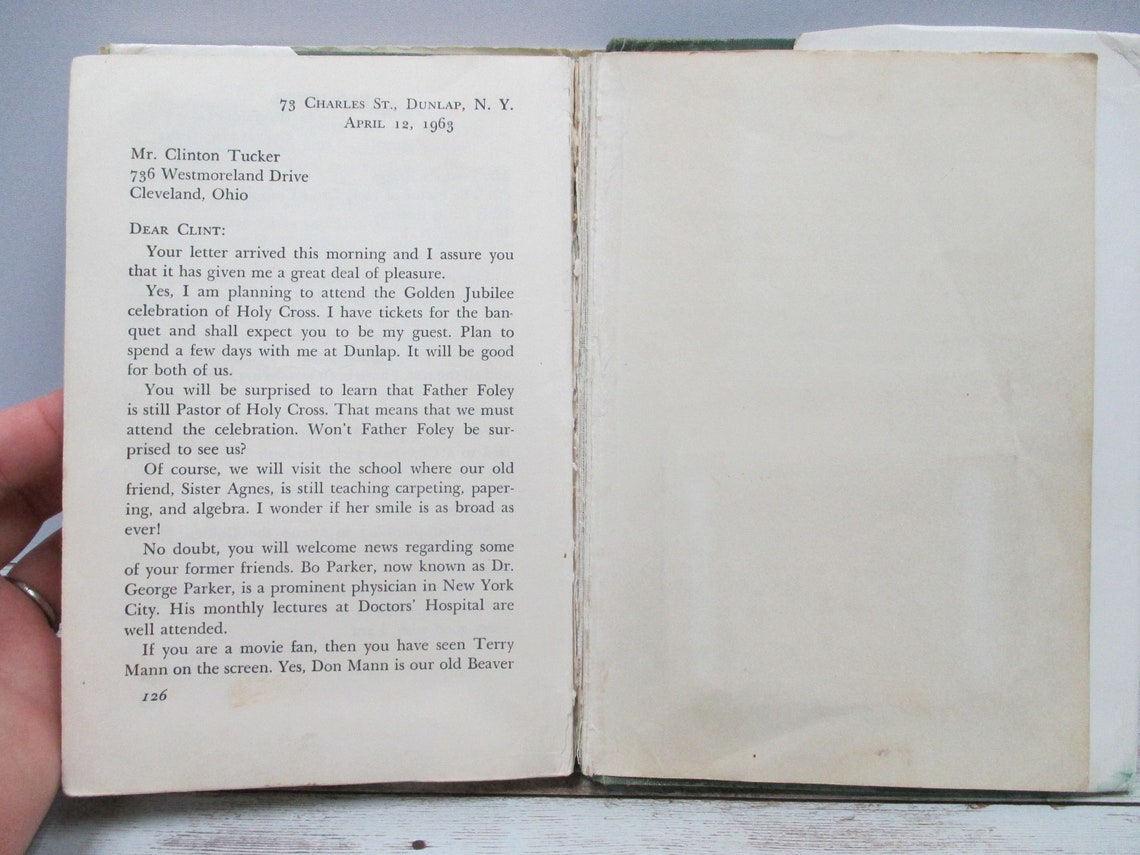 73 Charles St., Dunlap, N. Y.
April 12, 1963
Mr. Clinton Tucker
736 Westmoreland Drive
Cleveland, Ohio
Dear Clint:
Your letter arrived this morning and I assure you
that it has given me a great deal of pleasure.
Yes, I am planning to attend the Golden Jubilee
celebration of Holy Cross. I have tickets for the ban-
quet and shall expect you to be my guest. Plan to
spend a few days with me at Dunlap. It will be good
for both of us.
You will be surprised to learn that Father Foley
is still Pastor of Holy Cross. That means that we must
attend the celebration. Won't Father Foley be sur-
prised to see us?
Of course, we will visit the school where our old
friend, Sister Agnes, is still teaching carpeting, paper-
ing, and algebra. I wonder if her smile is as broad as
ever!
No doubt, you will welcome news regarding some
of your former friends. Bo Parker, now known as Dr.
George Parker, is a prominent physician in New York
City. His monthly lectures at Doctors' Hospital are
well attended.
If you are a movie fan, then you have seen Terry
Mann on the screen. Yes, Don Mann is our old Beaver
126